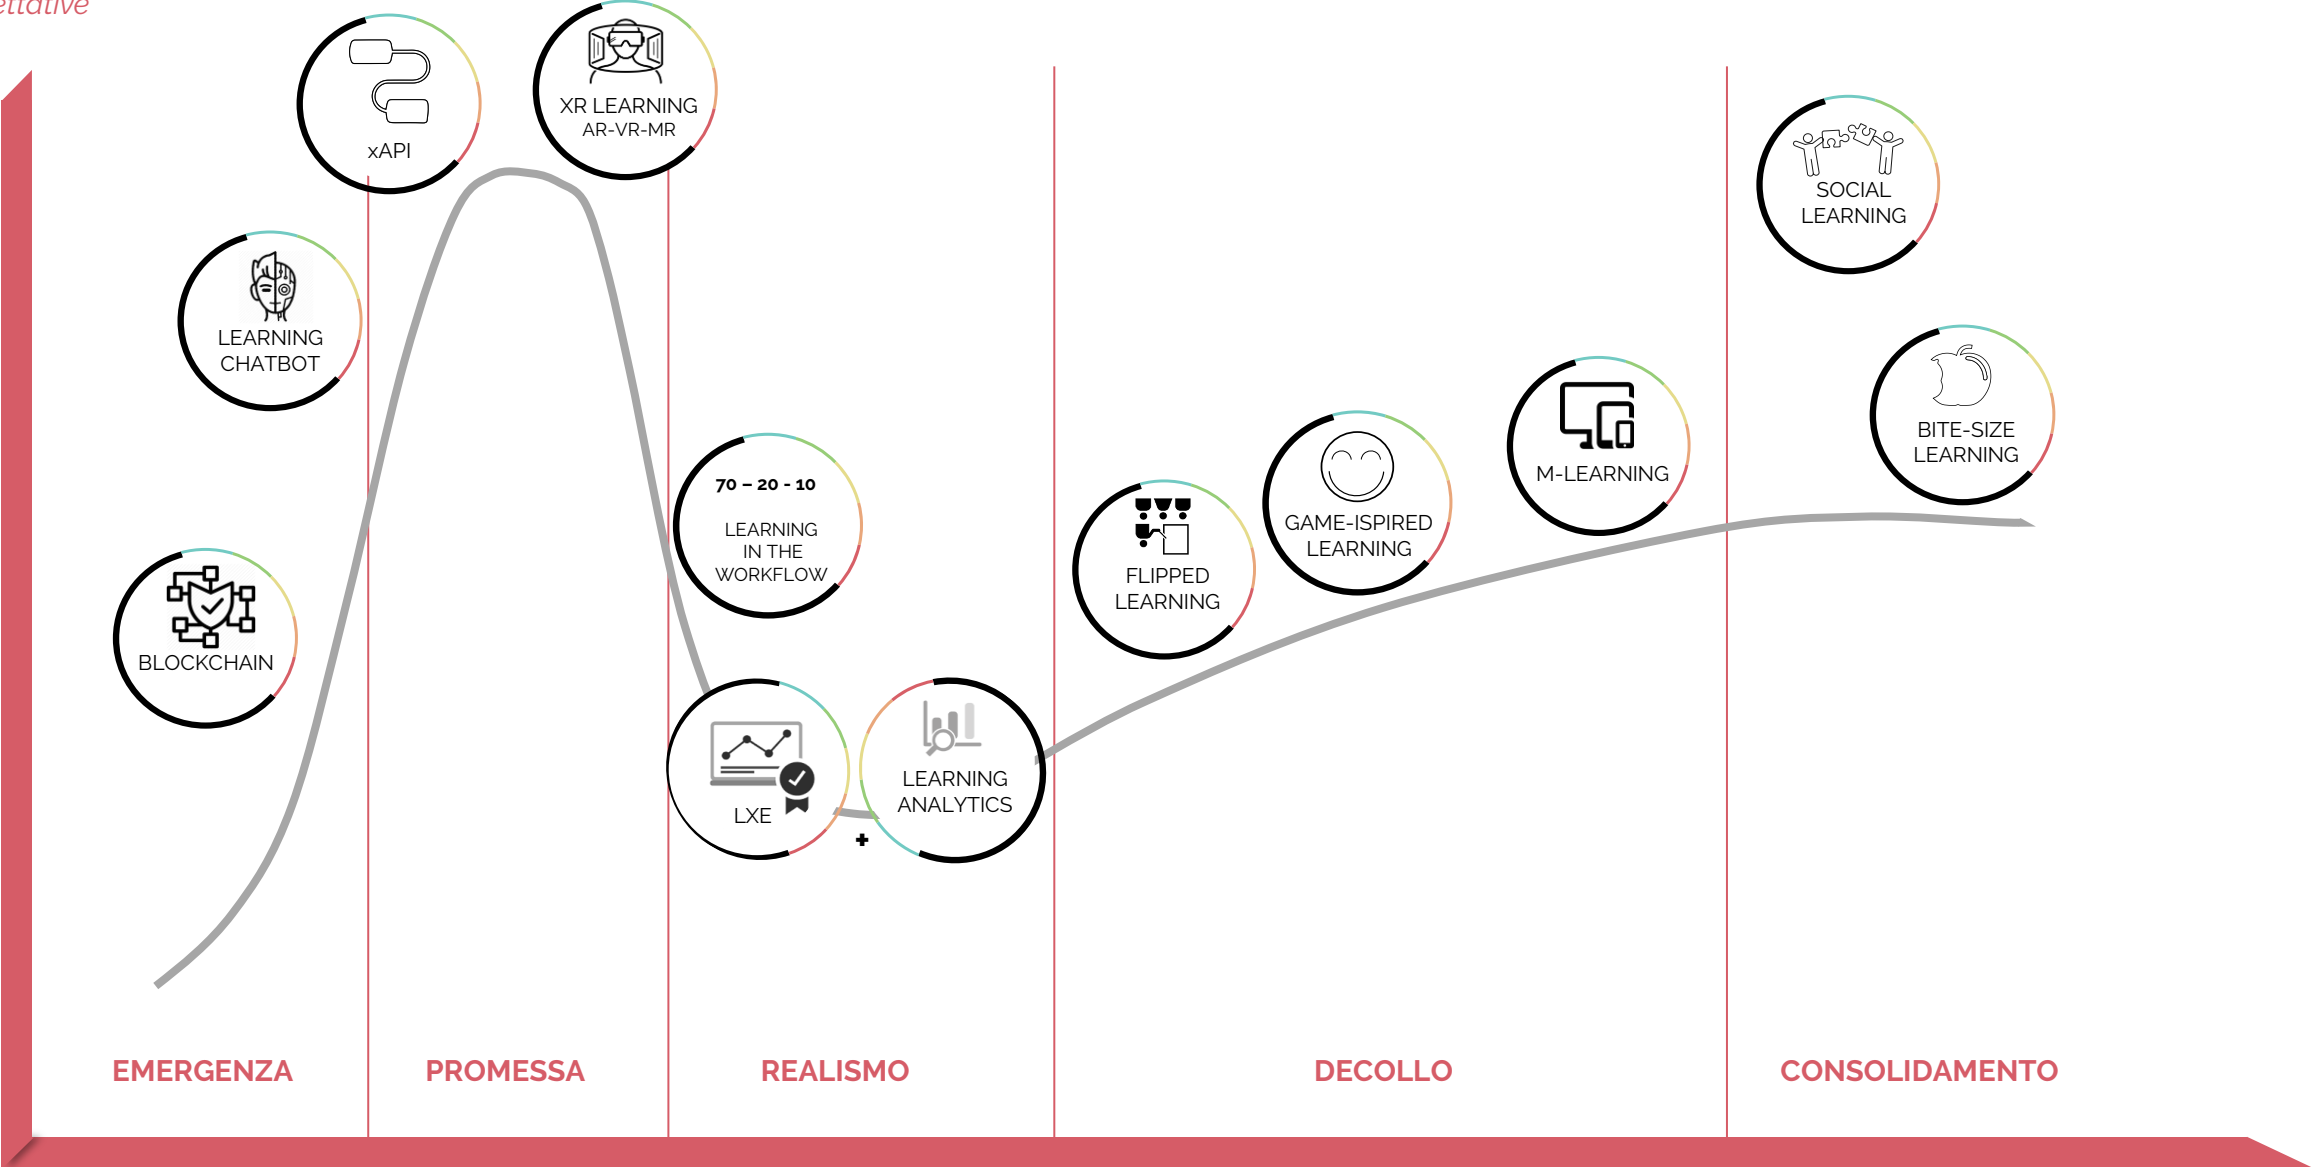 xAPI
XR LEARNING
AR-VR-MR
SOCIAL
LEARNING
LEARNING
CHATBOT
BITE-SIZE
LEARNING
M-LEARNING
70 – 20 - 10
LEARNING
IN THE
WORKFLOW
GAME-ISPIRED
LEARNING
FLIPPED
LEARNING
BLOCKCHAIN
LXE
+
LEARNING
ANALYTICS
EMERGENZA
PROMESSA
REALISMO
DECOLLO
CONSOLIDAMENTO